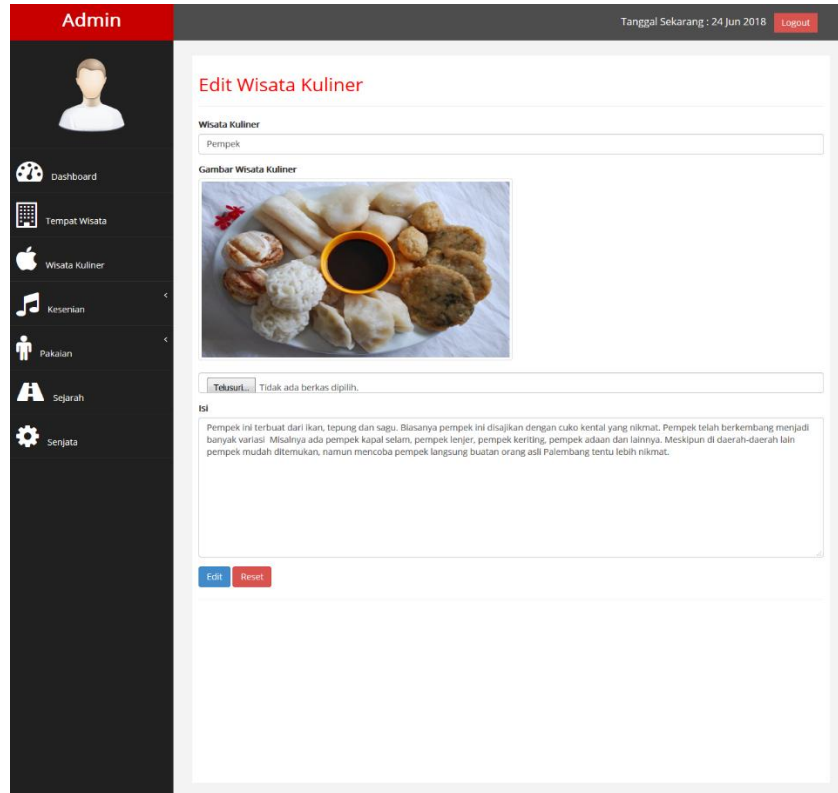 Admin
Tanggal Sekarang : 24 Jun 2018 Logout
Dashboard
Tempat Wisata
Wisata Kuliner
Kesenian
Pakaian
Sejarah
Senjata
Edit Wisata Kuliner
Wisata Kuliner
Pempek
Gambar Wisata Kuliner
Telusuri... Tidak ada berkas dipilih.
Isi
Pempek ini terbuat dari ikan, tepung dan sagu. Biasanya pempek ini disajikan dengan cuko kental yang nikmat. Pempek telah berkembang menjadi
banyak variasi Misalnya ada pempek kapal selam, pempek lenjer, pempek keriting, pempek adaan dan lainnya. Meskipun di daerah-daerah lain
pempek mudah ditemukan, namun mencoba pempek langsung buatan orang asli Palembang tentu lebih nikmat.
Edit Reset